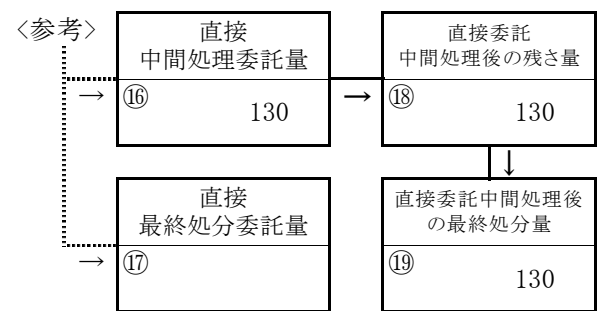 〈参考〉
直接
中間処理委託量
→ ⑯ 130
→
直接委託
中間処理後の残さ量
⑱ 130
↓
直接
最終処分委託量
→ ⑰
直接委託中間処理後
の最終処分量
⑲ 130